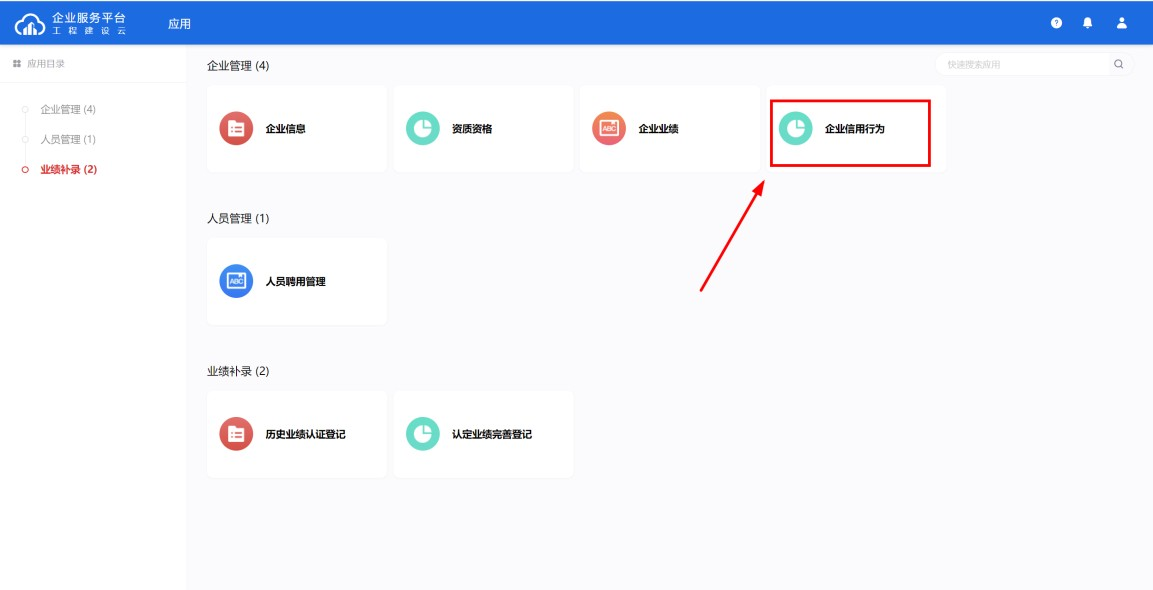 企业服务平台
工程建设云
应用
应用目录
企业管理 (4)
人员管理 (1)
业绩补录 (2)
快速搜索应用
企业管理 (4)
企业信息
资质资格
ABC
企业业绩
企业信用行为
人员管理 (1)
ABC
人员聘用管理
业绩补录 (2)
历史业绩认证登记
认定业绩完善登记